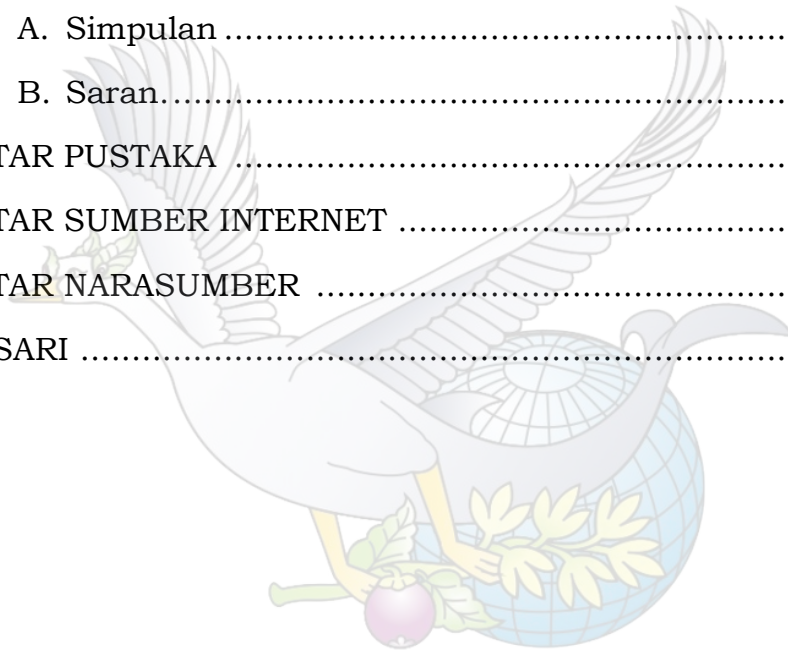 A. Simpulan ........................................................
B. Saran..............................................................
TAR PUSTAKA .......................................................
TAR SUMBER INTERNET .......................................
TAR NARASUMBER ...............................................
SARI .....................................................................